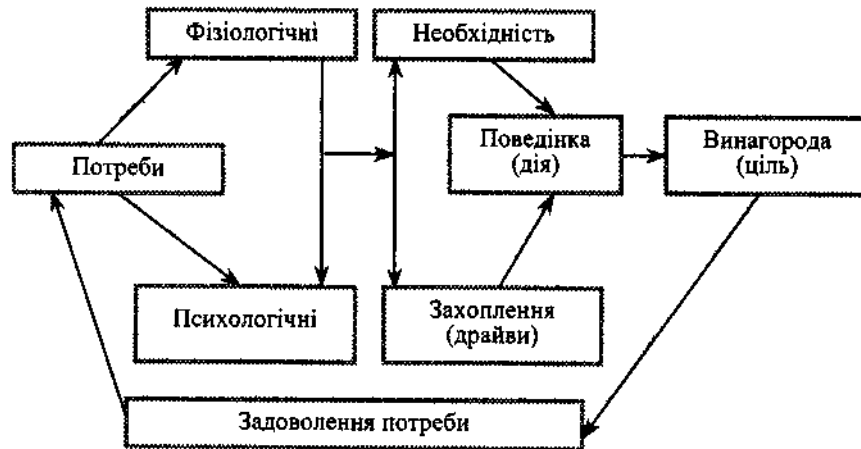 Фізіологічні
Необхідність
Потреби
Поведінка
(дія)
Винагорода
(ціль)
Психологічні
Захоплення
(драйви)
Задоволення потреби